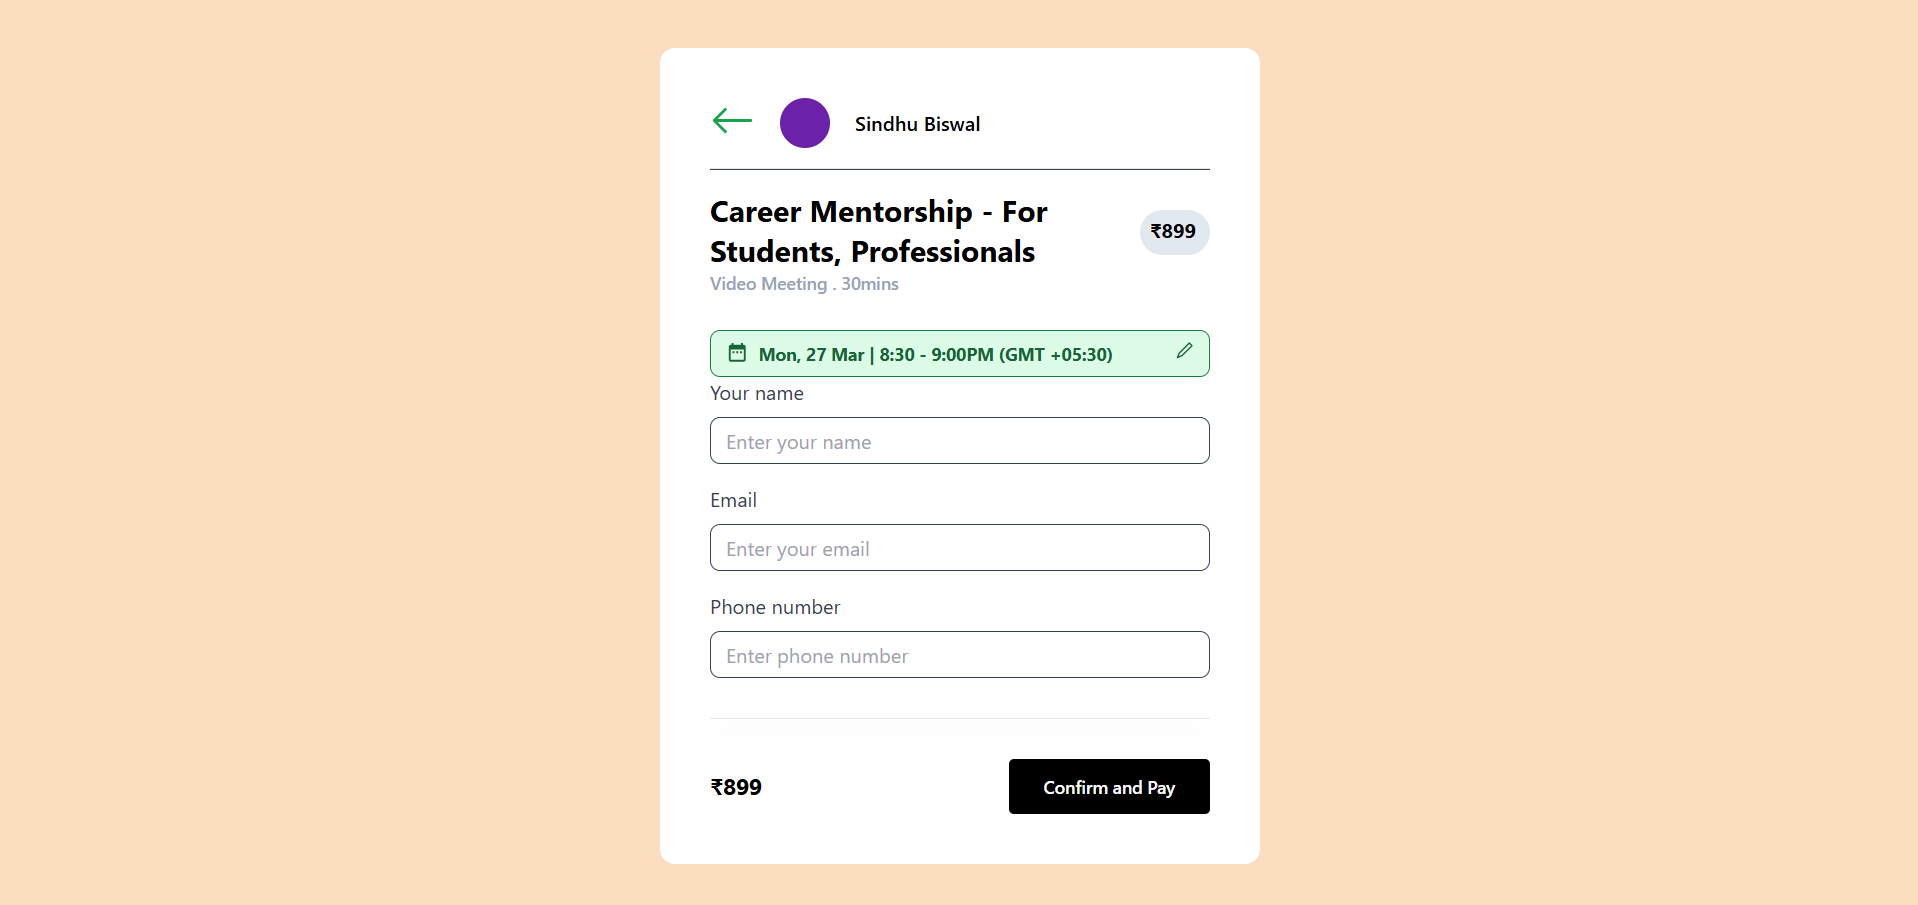 Sindhu Biswal
Career Mentorship - For
Students, Professionals
₹899
Video Meeting . 30mins
Mon, 27 Mar | 8:30 - 9:00PM (GMT +05:30)
Your name
Enter your name
Email
Enter your email
Phone number
Enter phone number
₹899
Confirm and Pay